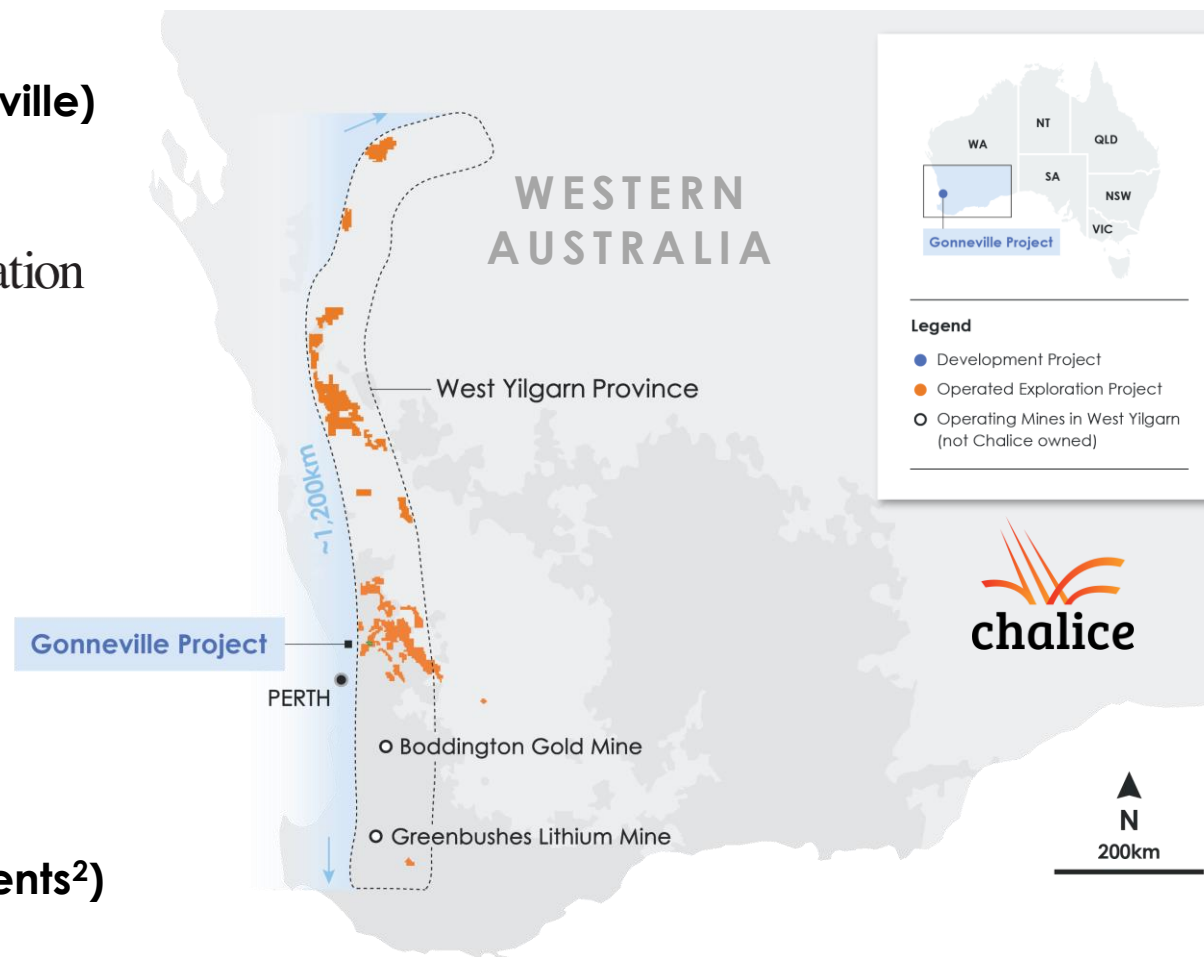 ville)
ation
ents²)
WESTERN
AUSTRALIA
West Yilgarn Province
~1,200km
Gonneville Project
PERTH
Boddington Gold Mine
Greenbushes Lithium Mine
WA
NT
QLD
SA
NSW
VIC
Gonneville Project
Legend
Development Project
Operated Exploration Project
Operating Mines in West Yilgarn
(not Chalice owned)
chalice
N
200km